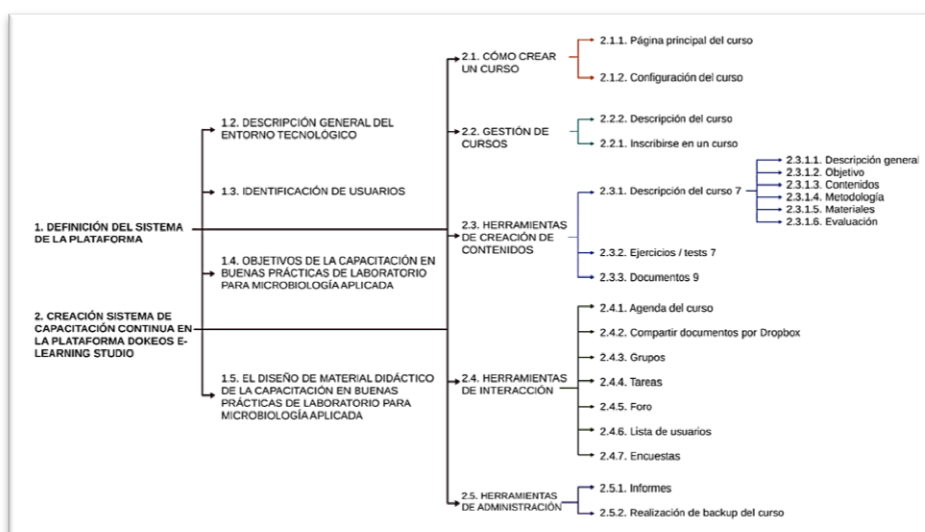 1. DEFINICIÓN DEL SISTEMA
DE LA PLATAFORMA
2. CREACIÓN SISTEMA DE
CAPACITACIÓN CONTINUA EN
LA PLATAFORMA DOKEOS E-
LEARNING STUDIO
1.2. DESCRIPCIÓN GENERAL DEL
ENTORNO TECNOLÓGICO
1.3. IDENTIFICACIÓN DE USUARIOS
1.4. OBJETIVOS DE LA CAPACITACIÓN EN
BUENAS PRÁCTICAS DE LABORATORIO
PARA MICROBIOLOGÍA APLICADA
1.5. EL DISEÑO DE MATERIAL DIDÁCTICO
DE LA CAPACITACIÓN EN BUENAS
PRÁCTICAS DE LABORATORIO PARA
MICROBIOLOGÍA APLICADA
2.1. CÓMO CREAR
UN CURSO
2.1.1. Página principal del curso
2.1.2. Configuración del curso
2.2. GESTIÓN DE
CURSOS
2.2.2. Descripción del curso
2.2.1. Inscribirse en un curso
2.3. HERRAMIENTAS
DE CREACIÓN DE
CONTENIDOS
2.3.1. Descripción del curso 7
2.3.1.1. Descripción general
2.3.1.2. Objetivo
2.3.1.3. Contenidos
2.3.1.4. Metodología
2.3.1.5. Materiales
2.3.1.6. Evaluación
2.3.2. Ejercicios / tests 7
2.3.3. Documentos 9
2.4. HERRAMIENTAS
DE INTERACCIÓN
2.4.1. Agenda del curso
2.4.2. Compartir documentos por Dropbox
2.4.3. Grupos
2.4.4. Tareas
2.4.5. Foro
2.4.6. Lista de usuarios
2.4.7. Encuestas
2.5. HERRAMIENTAS
DE ADMINISTRACIÓN
2.5.1. Informes
2.5.2. Realización de backup del curso